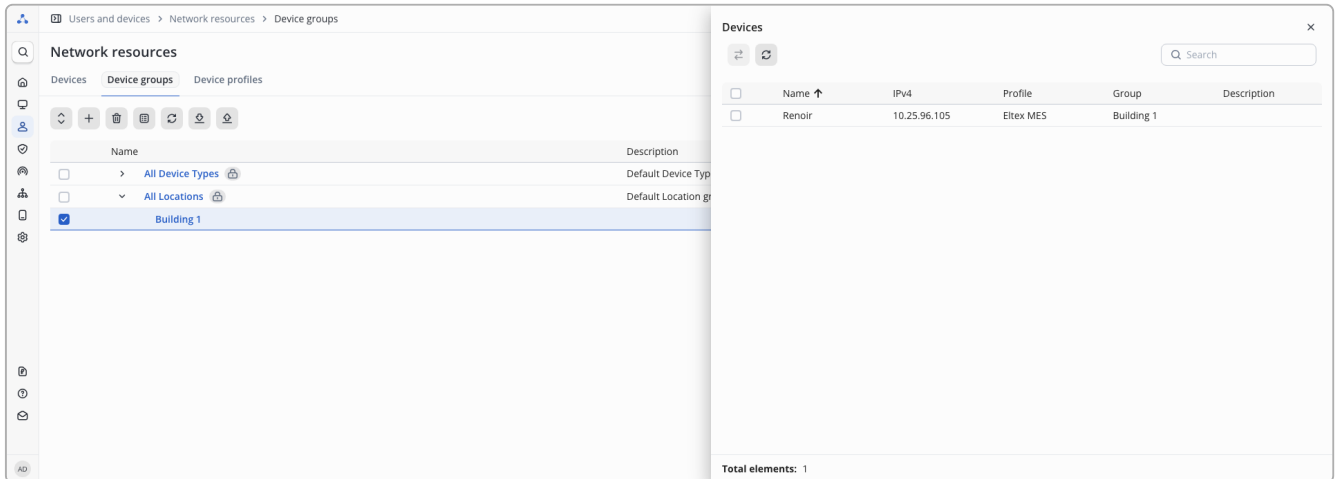 Users and devices > Network resources > Device groups
Network resources
Devices Device groups Device profiles
Name Description
All Device Types Default Device Typ
All Locations Default Location gr
Building 1
AD
Devices
Search
Name IPv4 Profile Group Description
Renoir 10.25.96.105 Eltex MES Building 1
Total elements: 1